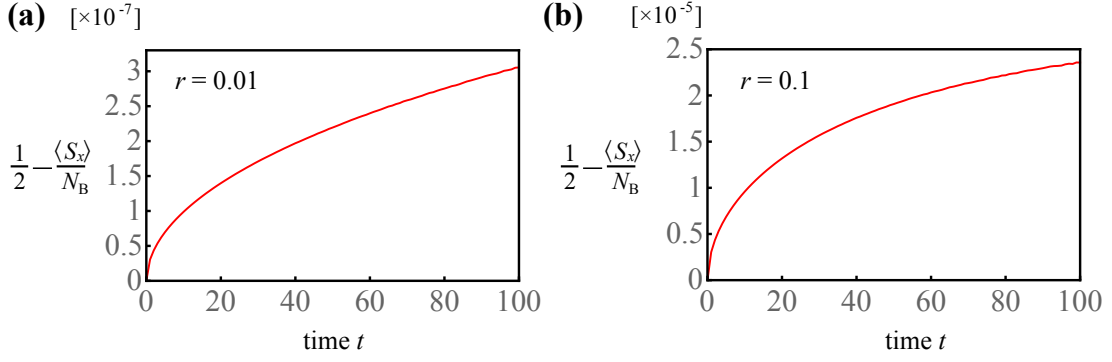 (a) [×10⁻⁷]
r = 0.01
1/2 − ⟨Sₓ⟩/N_B
3
2.5
2
1.5
1
0.5
0
0 20 40 60 80 100
time t
(b) [×10⁻⁵]
r = 0.1
1/2 − ⟨Sₓ⟩/N_B
2.5
2
1.5
1
0.5
0
0 20 40 60 80 100
time t